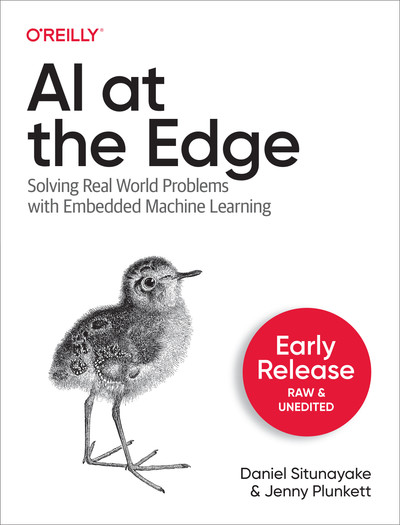 O'REILLY®
AI at
the Edge
Solving Real World Problems
with Embedded Machine Learning
Early
Release
RAW &
UNEDITED
Daniel Situnayake
& Jenny Plunkett